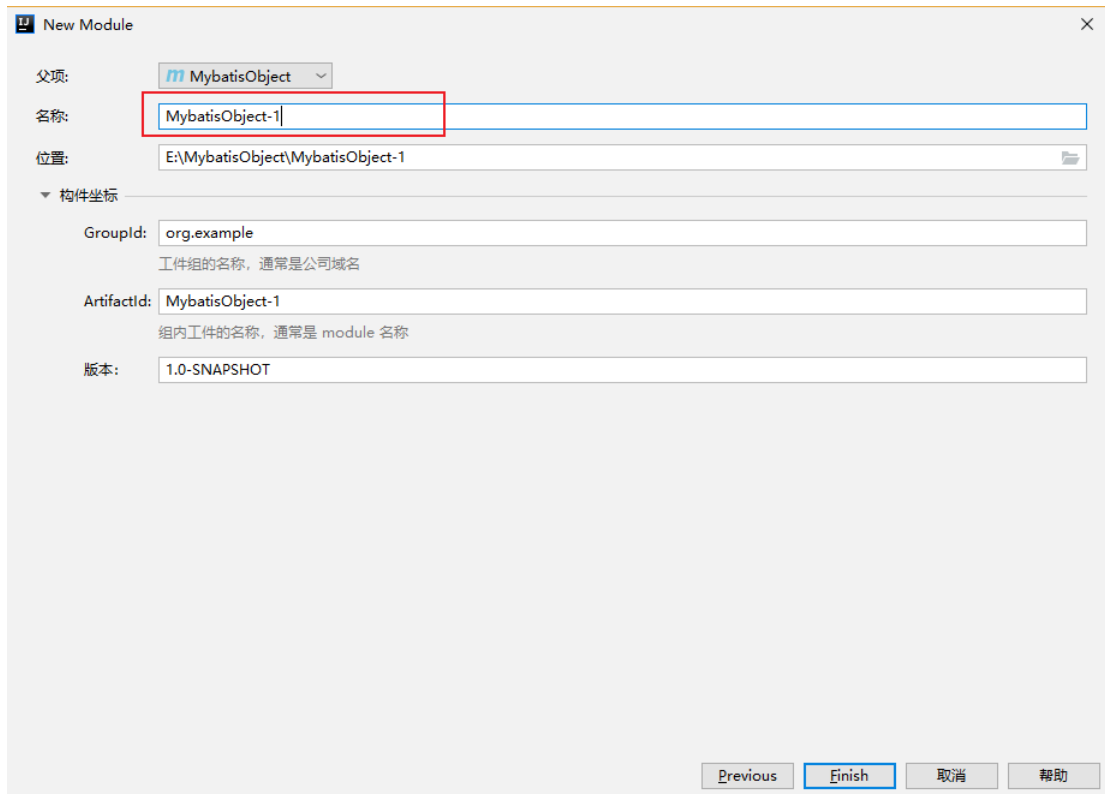 New Module
父项: MybatisObject
名称: MybatisObject-1
位置: E:\MybatisObject\MybatisObject-1
构件坐标
GroupId: org.example
工件组的名称，通常是公司域名
ArtifactId: MybatisObject-1
组内工件的名称，通常是 module 名称
版本: 1.0-SNAPSHOT
Previous Finish 取消 帮助